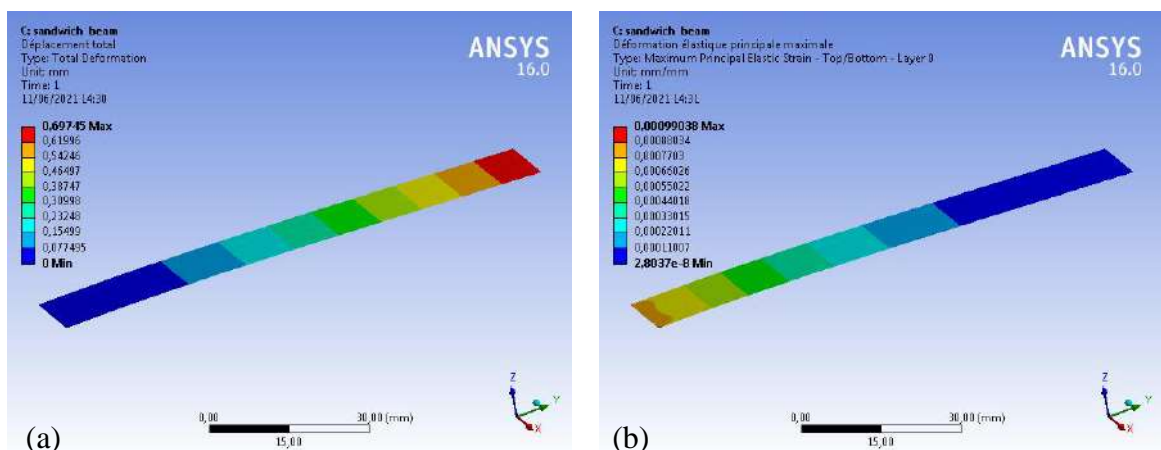 C: sandwich_beam
Déplacement total
Type: Total Deformation
Unit: mm
Time: 1
11/06/2021 14:30
ANSYS
16.0
0,69745 Max
0,61996
0,54246
0,46497
0,38747
0,30998
0,23248
0,15499
0,077495
0 Min
0,00
30,00 (mm)
15,00
Z
Y
X
(a)
C: sandwich_beam
Déformation élastique principale maximale
Type: Maximum Principal Elastic Strain - Top/Bottom - Layer 0
Unit: mm/mm
Time: 1
11/06/2021 14:31
ANSYS
16.0
0,00099038 Max
0,00088034
0,0007703
0,00066026
0,00055022
0,00044018
0,00033015
0,00022011
0,00011007
2,8037e-8 Min
0,00
30,00 (mm)
15,00
Z
Y
X
(b)